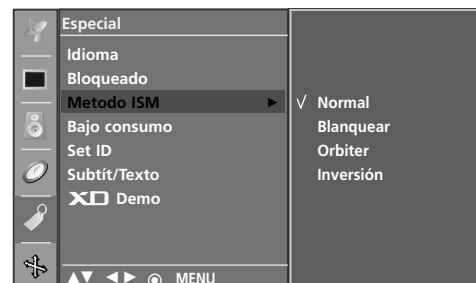 Especial
Idioma
Bloqueado
Metodo ISM ►
Bajo consumo
Set ID
Subtít/Texto
XD Demo
√ Normal
Blanquear
Orbiter
Inversión
▲▼ ◄► ◉ MENU